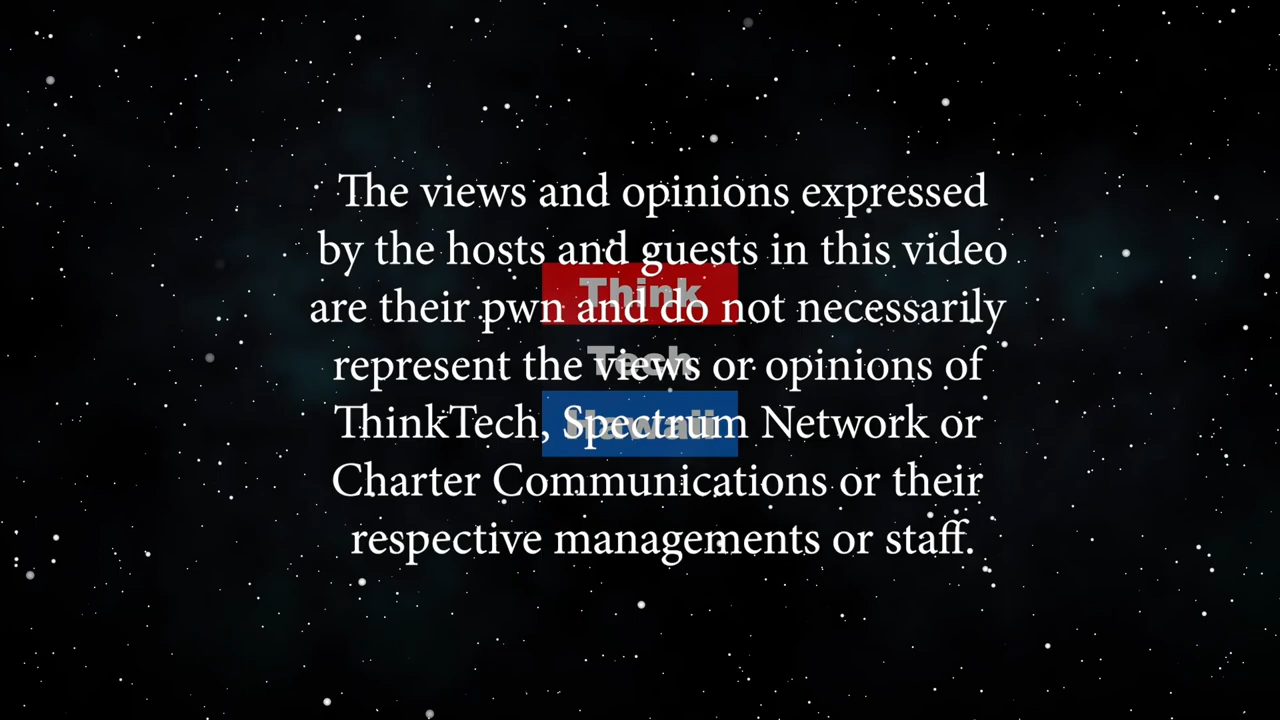 The views and opinions expressed
by the hosts and guests in this video
Think
are their pwn and do not necessarily
Tech
represent the views or opinions of
Hawaii
ThinkTech, Spectrum Network or
Charter Communications or their
respective managements or staff.